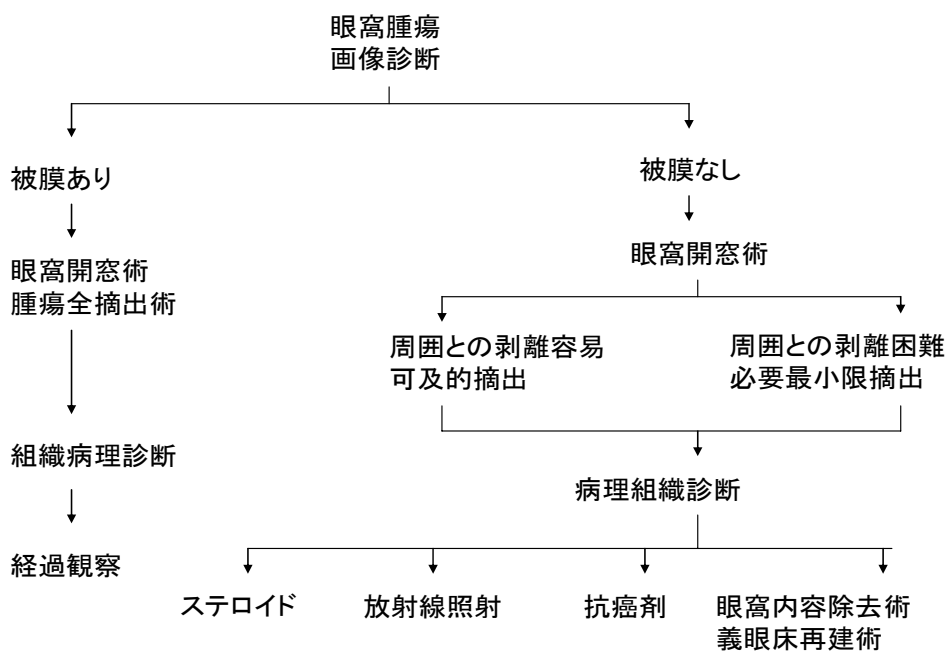 眼窩腫瘍
画像診断
被膜あり
被膜なし
眼窩開窓術
腫瘍全摘出術
眼窩開窓術
周囲との剥離容易
可及的摘出
周囲との剥離困難
必要最小限摘出
組織病理診断
病理組織診断
経過観察
ステロイド
放射線照射
抗癌剤
眼窩内容除去術
義眼床再建術